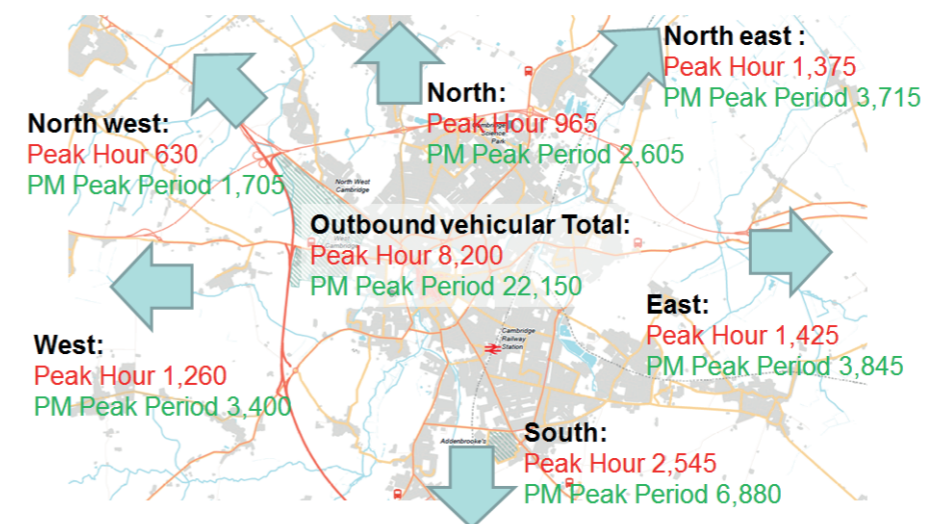 North east :
Peak Hour 1,375
PM Peak Period 3,715
North:
Peak Hour 965
PM Peak Period 2,605
Science
Park
North west:
Peak Hour 630
PM Peak Period 1,705
North West
Cambridge
Outbound vehicular Total:
Peak Hour 8,200
PM Peak Period 22,150
West
Cambridge
East:
Peak Hour 1,425
PM Peak Period 3,845
Cambridge
Railway
Station
West:
Peak Hour 1,260
PM Peak Period 3,400
South:
Peak Hour 2,545
PM Peak Period 6,880
Addenbrooke's